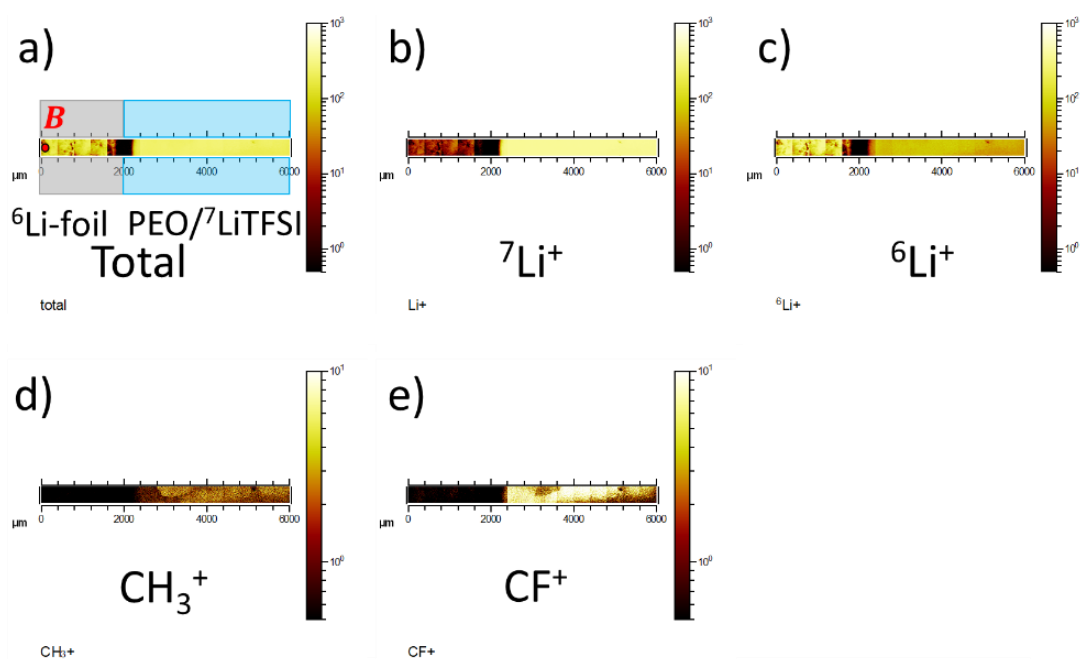 a)
B
10³
10²
10¹
10⁰
μm
0 2000 4000 6000
⁶Li-foil PEO/⁷LiTFSI
Total
total
b)
10³
10²
10¹
10⁰
μm
0 2000 4000 6000
⁷Li⁺
Li+
c)
10³
10²
10¹
10⁰
μm
0 2000 4000 6000
⁶Li⁺
⁶Li+
d)
10¹
10⁰
μm
0 2000 4000 6000
CH₃⁺
CH₃+
e)
10¹
10⁰
μm
0 2000 4000 6000
CF⁺
CF+